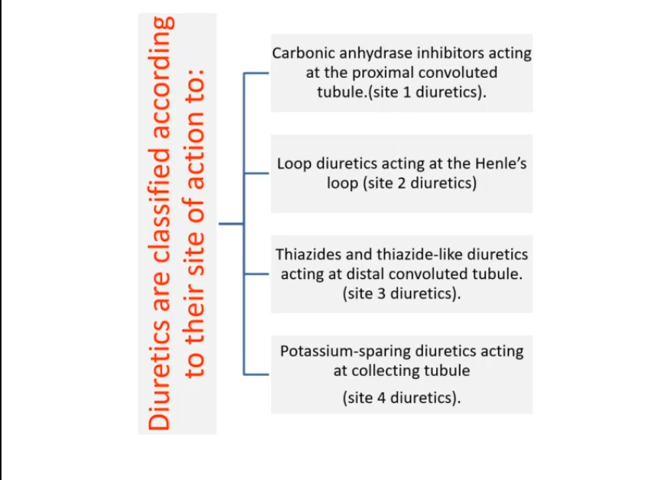 Diuretics are classified according
to their site of action to:
Carbonic anhydrase inhibitors acting
at the proximal convoluted
tubule.(site 1 diuretics).
Loop diuretics acting at the Henle's
loop (site 2 diuretics)
Thiazides and thiazide-like diuretics
acting at distal convoluted tubule.
(site 3 diuretics).
Potassium-sparing diuretics acting
at collecting tubule
(site 4 diuretics).